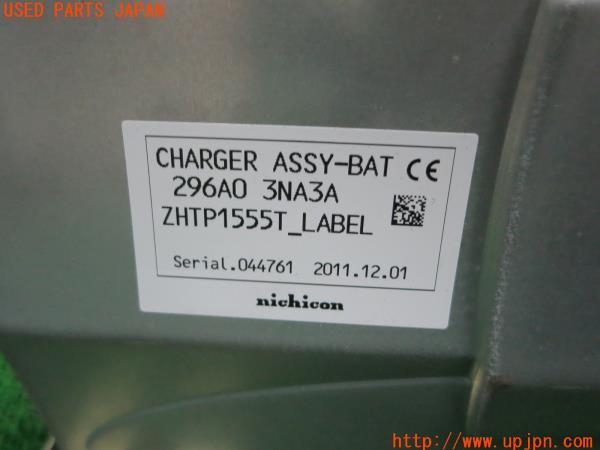 USED PARTS JAPAN
CHARGER ASSY-BAT CE
296A0 3NA3A
ZHTP1555T_LABEL
Serial.044761 2011.12.01
nichicon
http://www.upjpn.com/